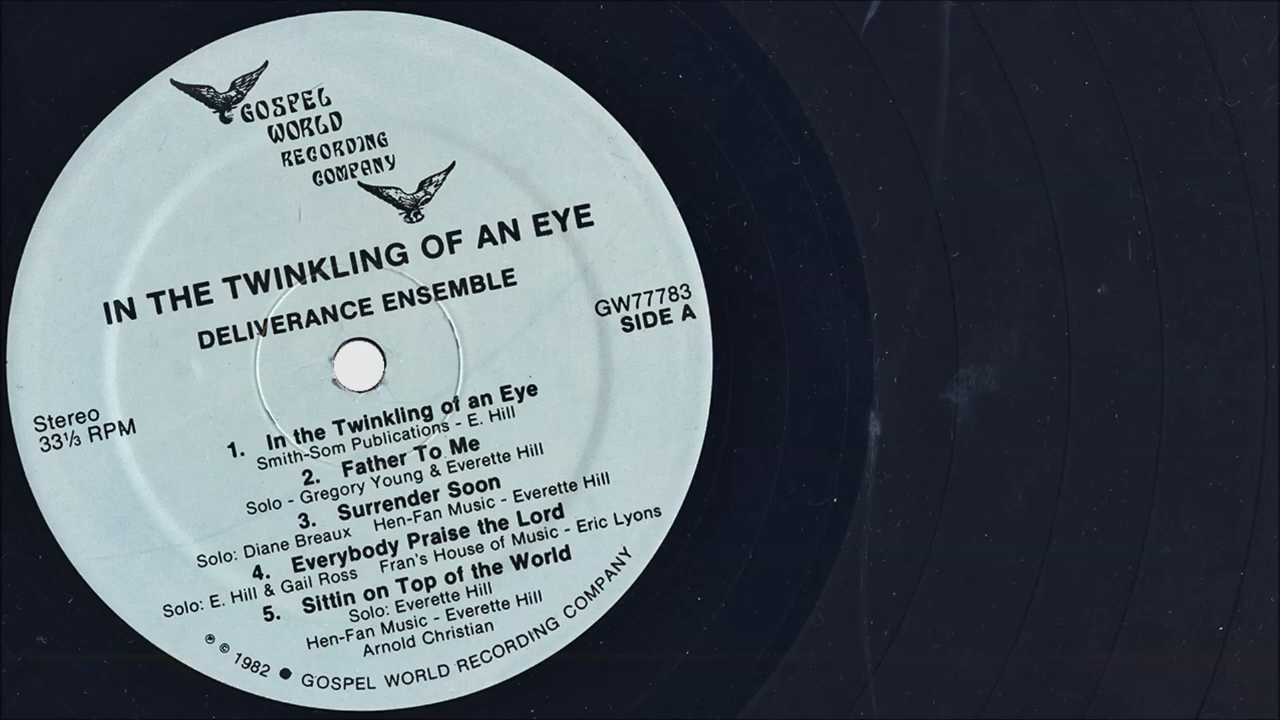 GOSPEL
WORLD
RECORDING
COMPANY
IN THE TWINKLING OF AN EYE
DELIVERANCE ENSEMBLE
GW77783
SIDE A
Stereo
33⅓ RPM
1. In the Twinkling of an Eye
Smith-Som Publications - E. Hill
2. Father To Me
Solo - Gregory Young & Everette Hill
3. Surrender Soon
Solo: Diane Breaux Hen-Fan Music - Everette Hill
4. Everybody Praise the Lord
Solo: E. Hill & Gail Ross Fran's House of Music - Eric Lyons
5. Sittin on Top of the World
Solo: Everette Hill
Hen-Fan Music - Everette Hill
Arnold Christian
℗ © 1982 ● GOSPEL WORLD RECORDING COMPANY